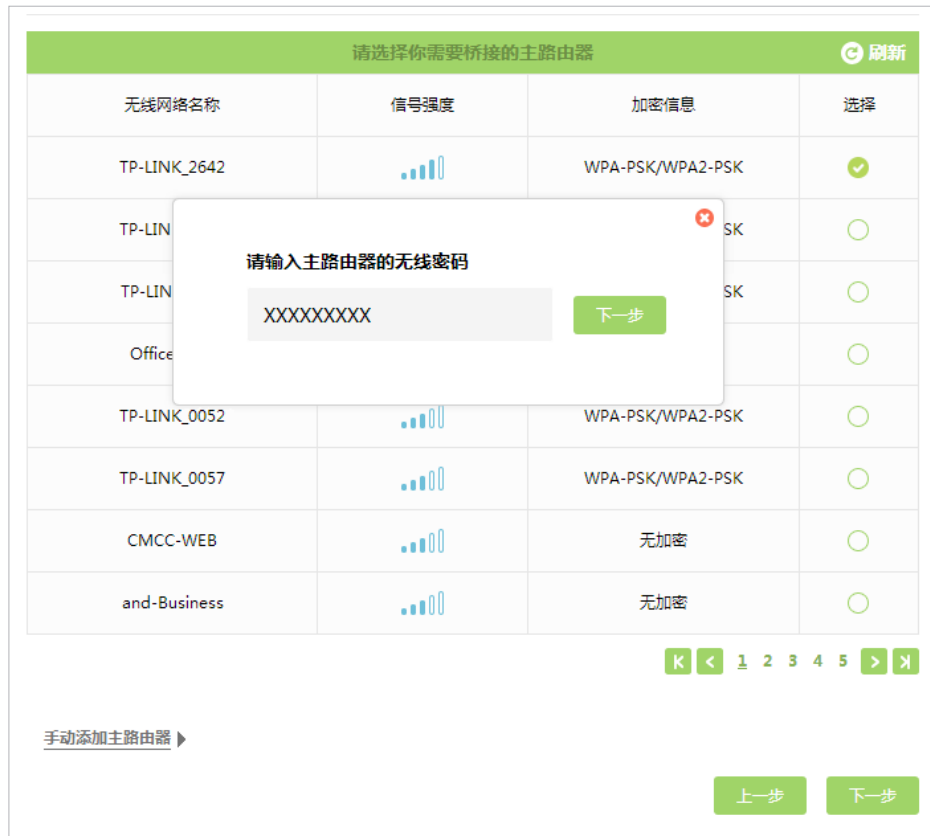 请选择你需要桥接的主路由器 刷新
无线网络名称 信号强度 加密信息 选择
TP-LINK_2642 WPA-PSK/WPA2-PSK
TP-LIN SK
请输入主路由器的无线密码
TP-LIN SK
XXXXXXXXX 下一步
Office
TP-LINK_0052 WPA-PSK/WPA2-PSK
TP-LINK_0057 WPA-PSK/WPA2-PSK
CMCC-WEB 无加密
and-Business 无加密
1 2 3 4 5
手动添加主路由器
上一步 下一步